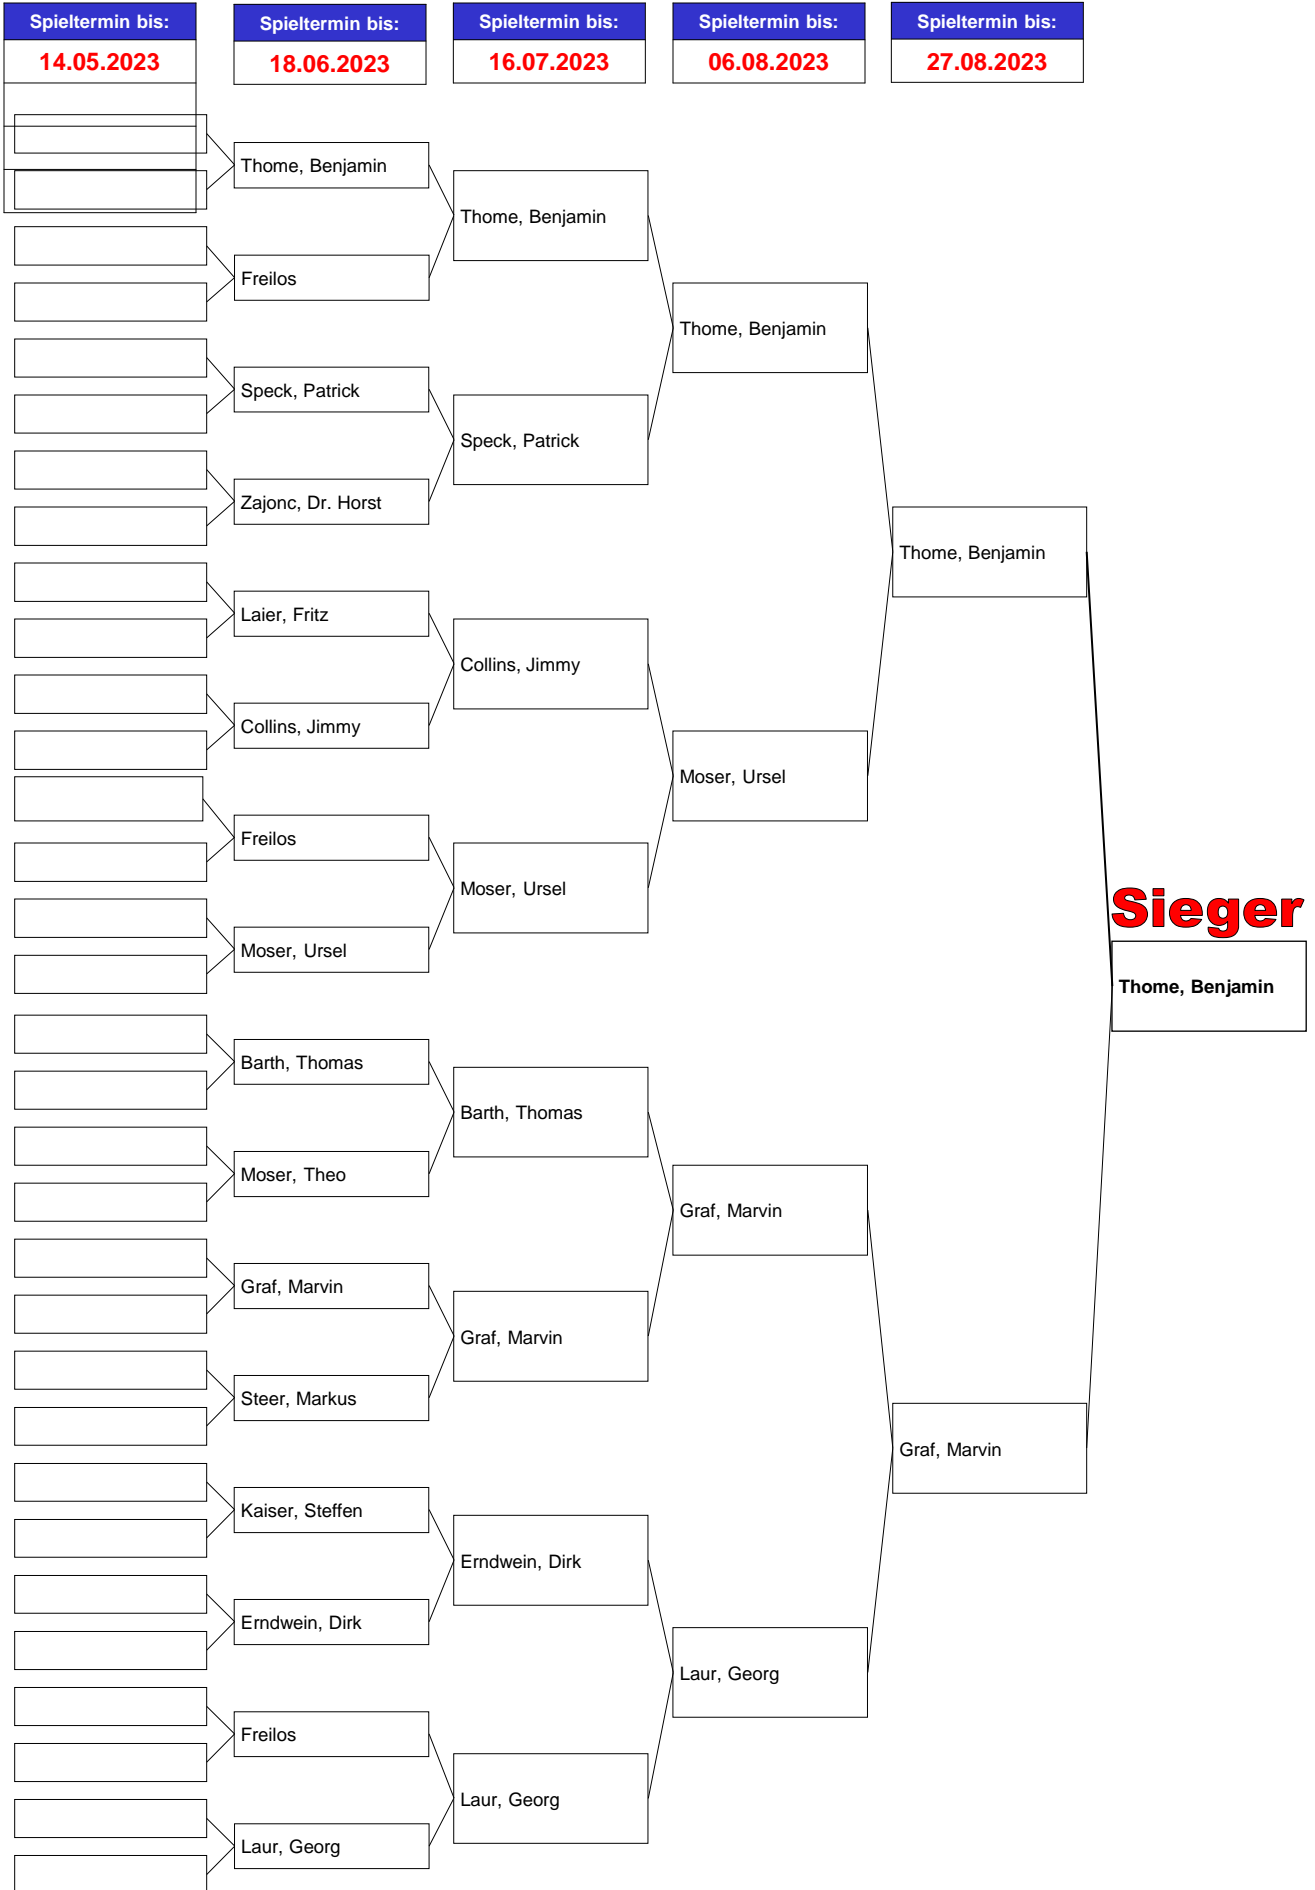 Spieltermin bis:
14.05.2023
Spieltermin bis:
18.06.2023
Spieltermin bis:
16.07.2023
Spieltermin bis:
06.08.2023
Spieltermin bis:
27.08.2023
Thome, Benjamin
Freilos
Speck, Patrick
Zajonc, Dr. Horst
Laier, Fritz
Collins, Jimmy
Freilos
Moser, Ursel
Barth, Thomas
Moser, Theo
Graf, Marvin
Steer, Markus
Kaiser, Steffen
Erndwein, Dirk
Freilos
Laur, Georg
Thome, Benjamin
Speck, Patrick
Collins, Jimmy
Moser, Ursel
Barth, Thomas
Graf, Marvin
Erndwein, Dirk
Laur, Georg
Thome, Benjamin
Moser, Ursel
Graf, Marvin
Laur, Georg
Thome, Benjamin
Graf, Marvin
Sieger
Thome, Benjamin